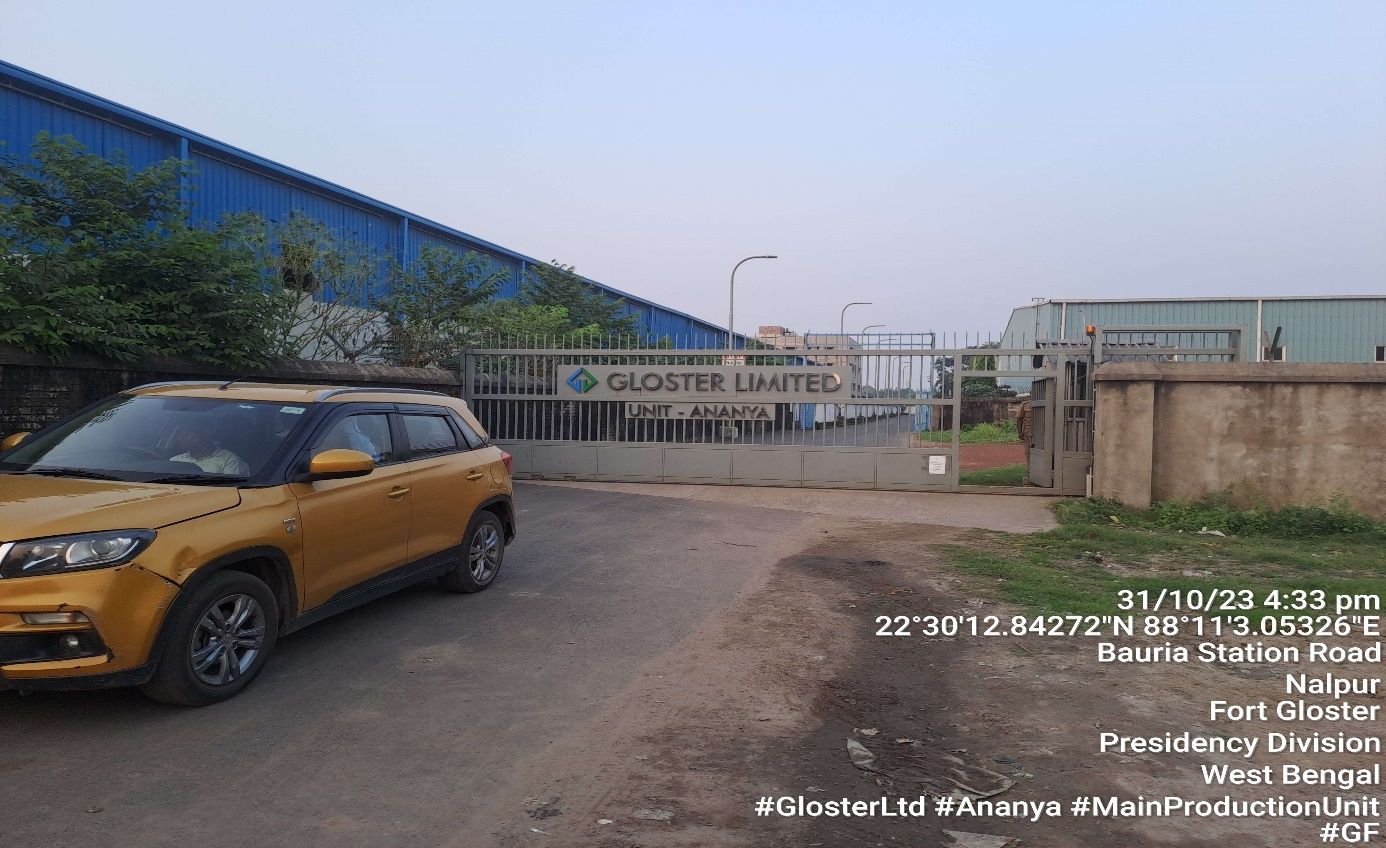 GLOSTER LIMITED
UNIT - ANANYA
31/10/23 4:33 pm
22°30'12.84272"N 88°11'3.05326"E
Bauria Station Road
Nalpur
Fort Gloster
Presidency Division
West Bengal
#GlosterLtd #Ananya #MainProductionUnit
#GF